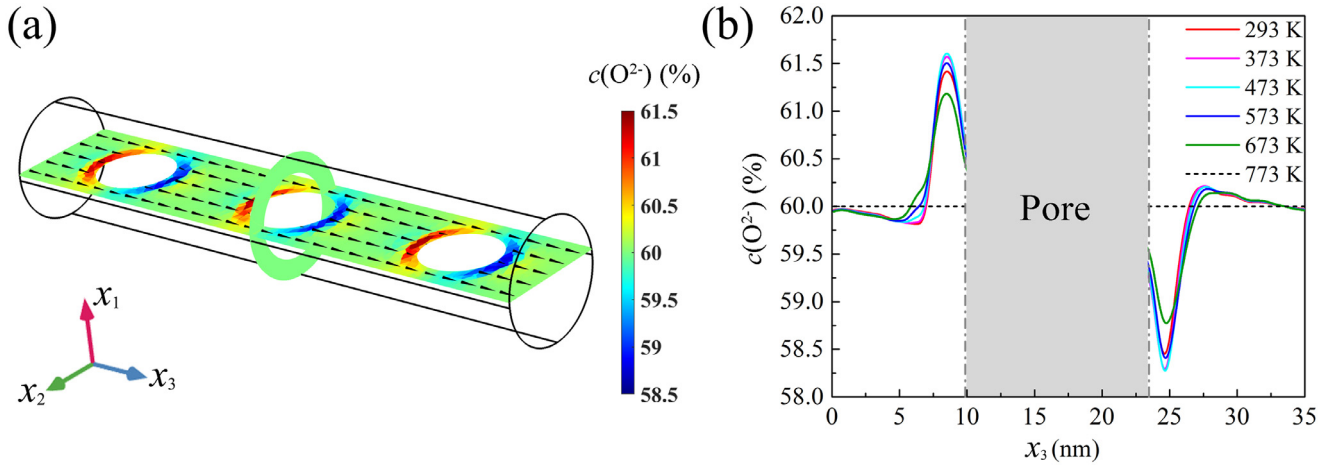 (a)
c(O²⁻) (%)
61.5
61
60.5
60
59.5
59
58.5
x₁
x₂
x₃
(b)
62.0
61.5
61.0
60.5
60.0
59.5
59.0
58.5
58.0
c(O²⁻) (%)
293 K
373 K
473 K
573 K
673 K
773 K
Pore
0 5 10 15 20 25 30 35
x₃ (nm)